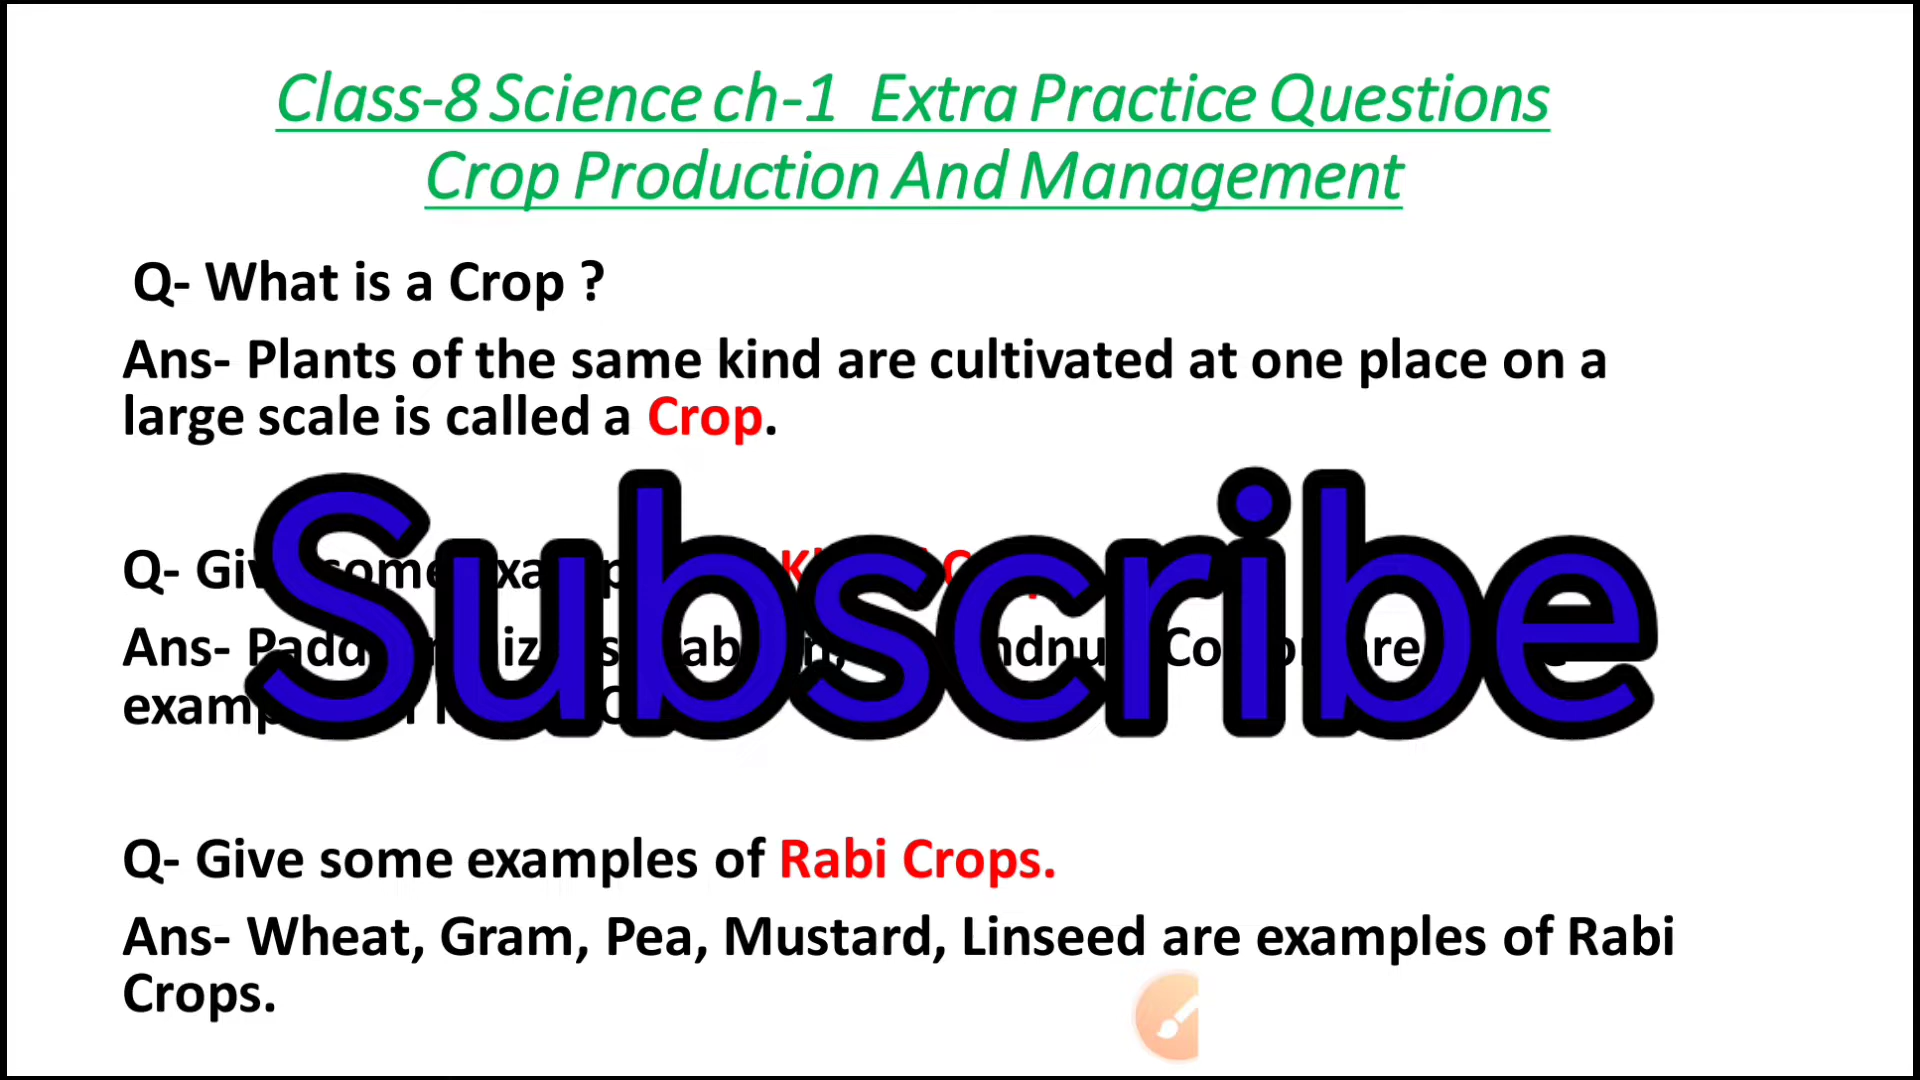 Class-8 Science ch-1 Extra Practice Questions
Crop Production And Management
Q- What is a Crop ?
Ans- Plants of the same kind are cultivated at one place on a
large scale is called a Crop.
Subscribe
Q- some
Ans-
Q- Give some examples of Rabi Crops.
Ans- Wheat, Gram, Pea, Mustard, Linseed are examples of Rabi
Crops.